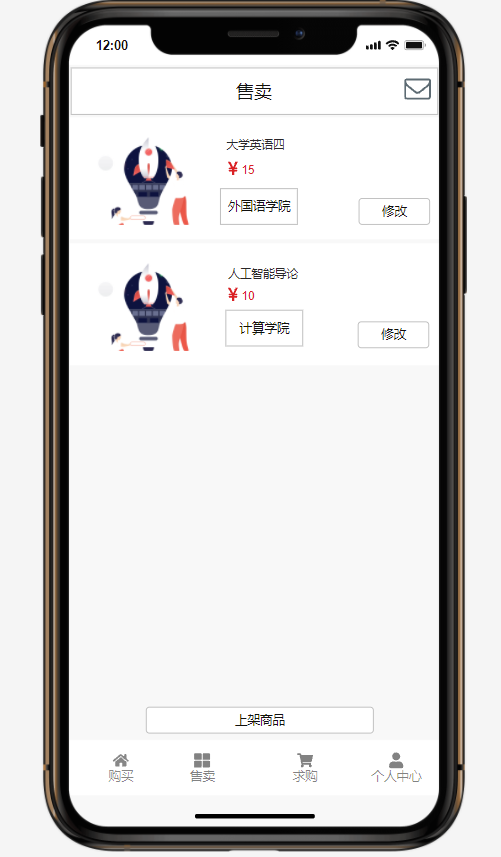 12:00
售卖
大学英语四
¥ 15
外国语学院
修改
人工智能导论
¥ 10
计算学院
修改
上架商品
购买 售卖 求购 个人中心